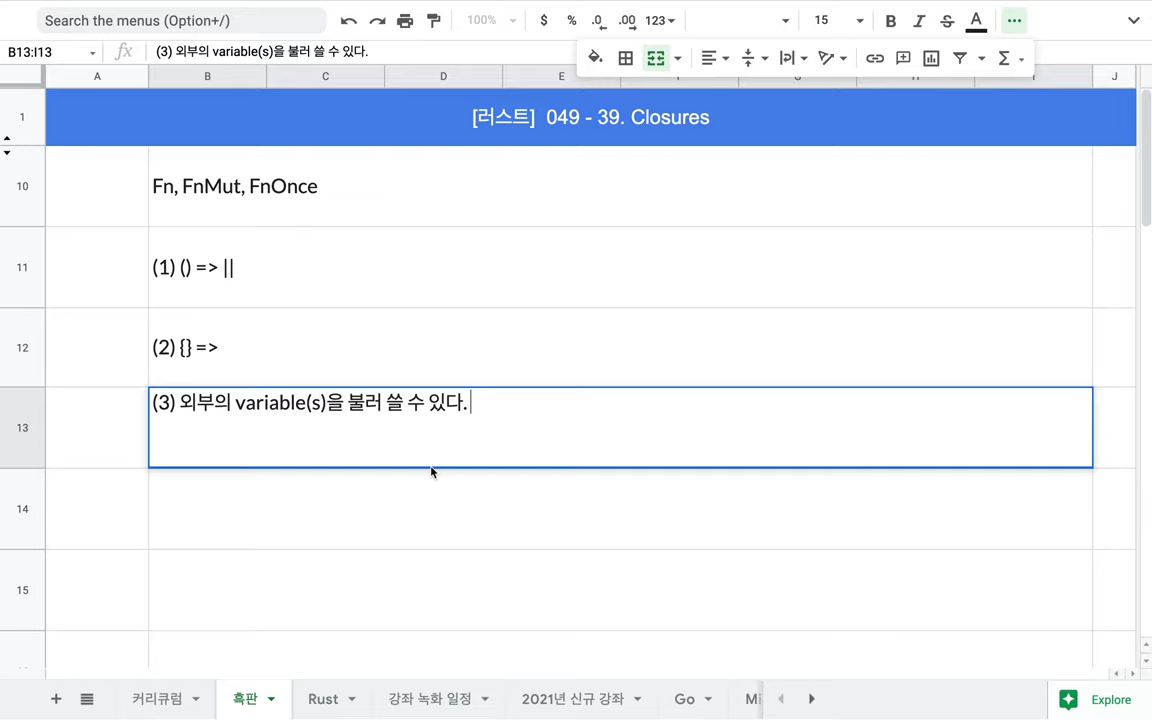 Search the menus (Option+/)
100%
$ % .0 .00 123
15
B I S A
B13:I13
fx
(3) 외부의 variable(s)을 불러 쓸 수 있다.
A B C D E J
1
[러스트] 049 - 39. Closures
10
Fn, FnMut, FnOnce
11
(1) () => ||
12
(2) {} =>
13
(3) 외부의 variable(s)을 불러 쓸 수 있다.
14
15
커리큘럼
흑판
Rust
강좌 녹화 일정
2021년 신규 강좌
Go
Mi
Explore